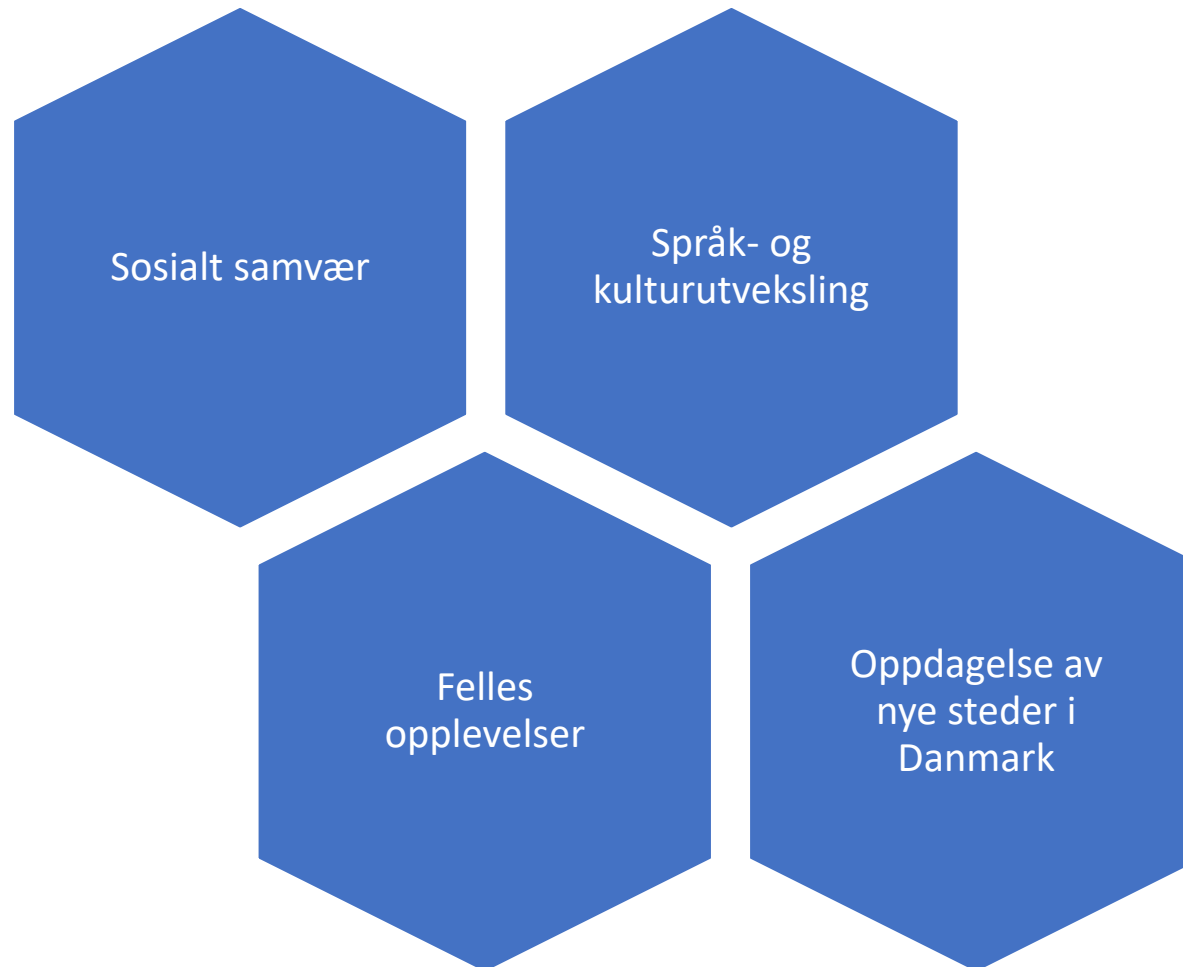 Sosialt samvær
Språk- og
kulturutveksling
Felles
opplevelser
Oppdagelse av
nye steder i
Danmark